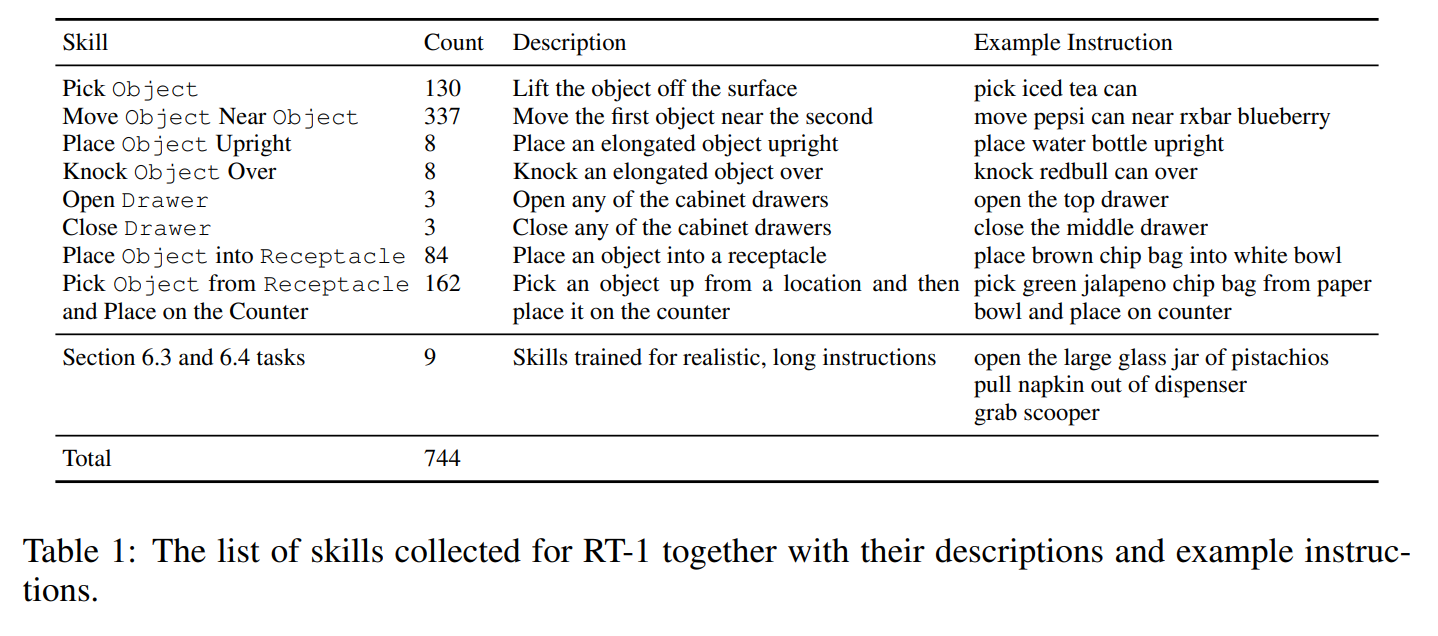 Skill Count Description Example Instruction
Pick Object 130 Lift the object off the surface pick iced tea can
Move Object Near Object 337 Move the first object near the second move pepsi can near rxbar blueberry
Place Object Upright 8 Place an elongated object upright place water bottle upright
Knock Object Over 8 Knock an elongated object over knock redbull can over
Open Drawer 3 Open any of the cabinet drawers open the top drawer
Close Drawer 3 Close any of the cabinet drawers close the middle drawer
Place Object into Receptacle 84 Place an object into a receptacle place brown chip bag into white bowl
Pick Object from Receptacle 162 Pick an object up from a location and then pick green jalapeno chip bag from paper
and Place on the Counter place it on the counter bowl and place on counter
Section 6.3 and 6.4 tasks 9 Skills trained for realistic, long instructions open the large glass jar of pistachios
pull napkin out of dispenser
grab scooper
Total 744
Table 1: The list of skills collected for RT-1 together with their descriptions and example instruc-
tions.